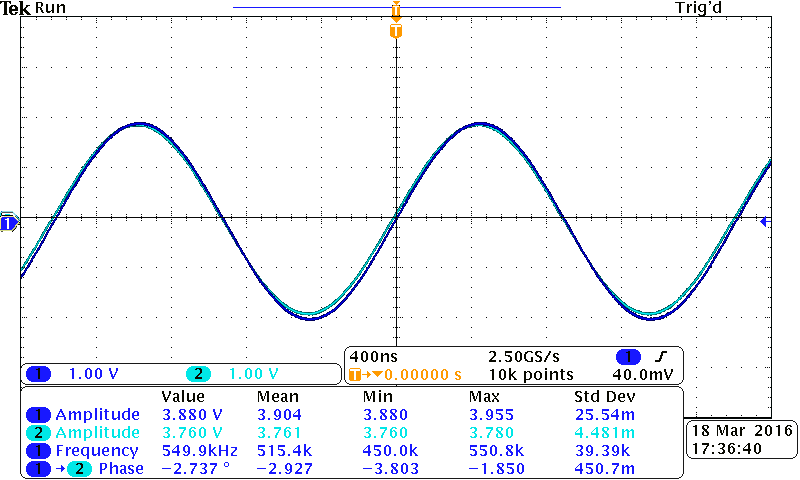 Tek Run Trig'd
T
T
1
1 1.00 V 2 1.00 V
400ns 2.50GS/s 1
T→▼0.00000 s 10k points 40.0mV
Value Mean Min Max Std Dev
1 Amplitude 3.880 V 3.904 3.880 3.955 25.54m
2 Amplitude 3.760 V 3.761 3.760 3.780 4.481m
1 Frequency 549.9kHz 515.4k 450.0k 550.8k 39.39k
1 → 2 Phase −2.737 ° −2.927 −3.803 −1.850 450.7m
18 Mar 2016
17:36:40